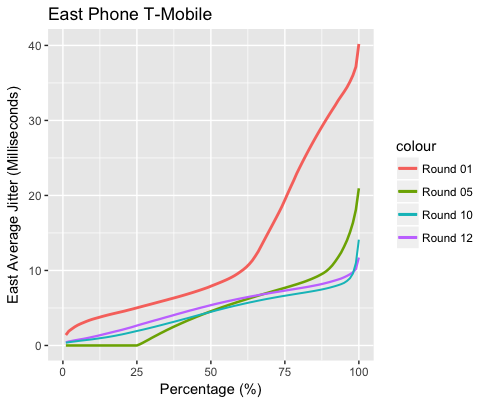 East Phone T-Mobile
East Average Jitter (Milliseconds)
40
30
20
10
0
0
25
50
75
100
Percentage (%)
colour
Round 01
Round 05
Round 10
Round 12